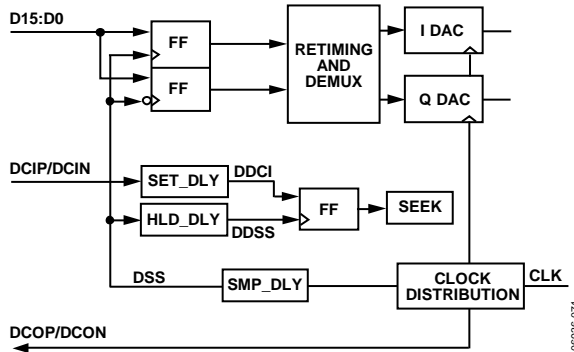 D15:D0
FF
FF
RETIMING
AND
DEMUX
I DAC
Q DAC
DCIP/DCIN
SET_DLY
DDCI
HLD_DLY
DDSS
FF
SEEK
DSS
SMP_DLY
CLOCK
DISTRIBUTION
CLK
DCOP/DCON